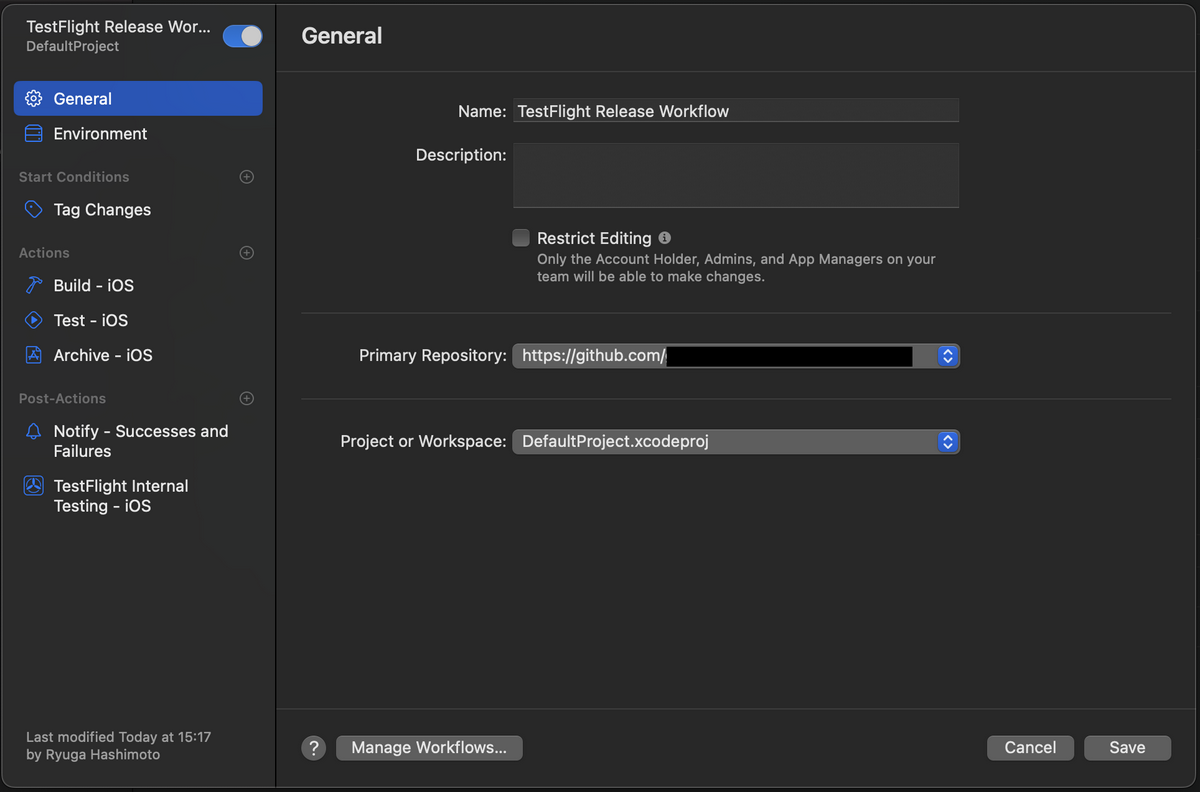 TestFlight Release Wor...
DefaultProject
General
Environment
Start Conditions
Tag Changes
Actions
Build - iOS
Test - iOS
Archive - iOS
Post-Actions
Notify - Successes and
Failures
TestFlight Internal
Testing - iOS
Last modified Today at 15:17
by Ryuga Hashimoto
General
Name: TestFlight Release Workflow
Description:
Restrict Editing
Only the Account Holder, Admins, and App Managers on your
team will be able to make changes.
Primary Repository: https://github.com/
Project or Workspace: DefaultProject.xcodeproj
? Manage Workflows... Cancel Save